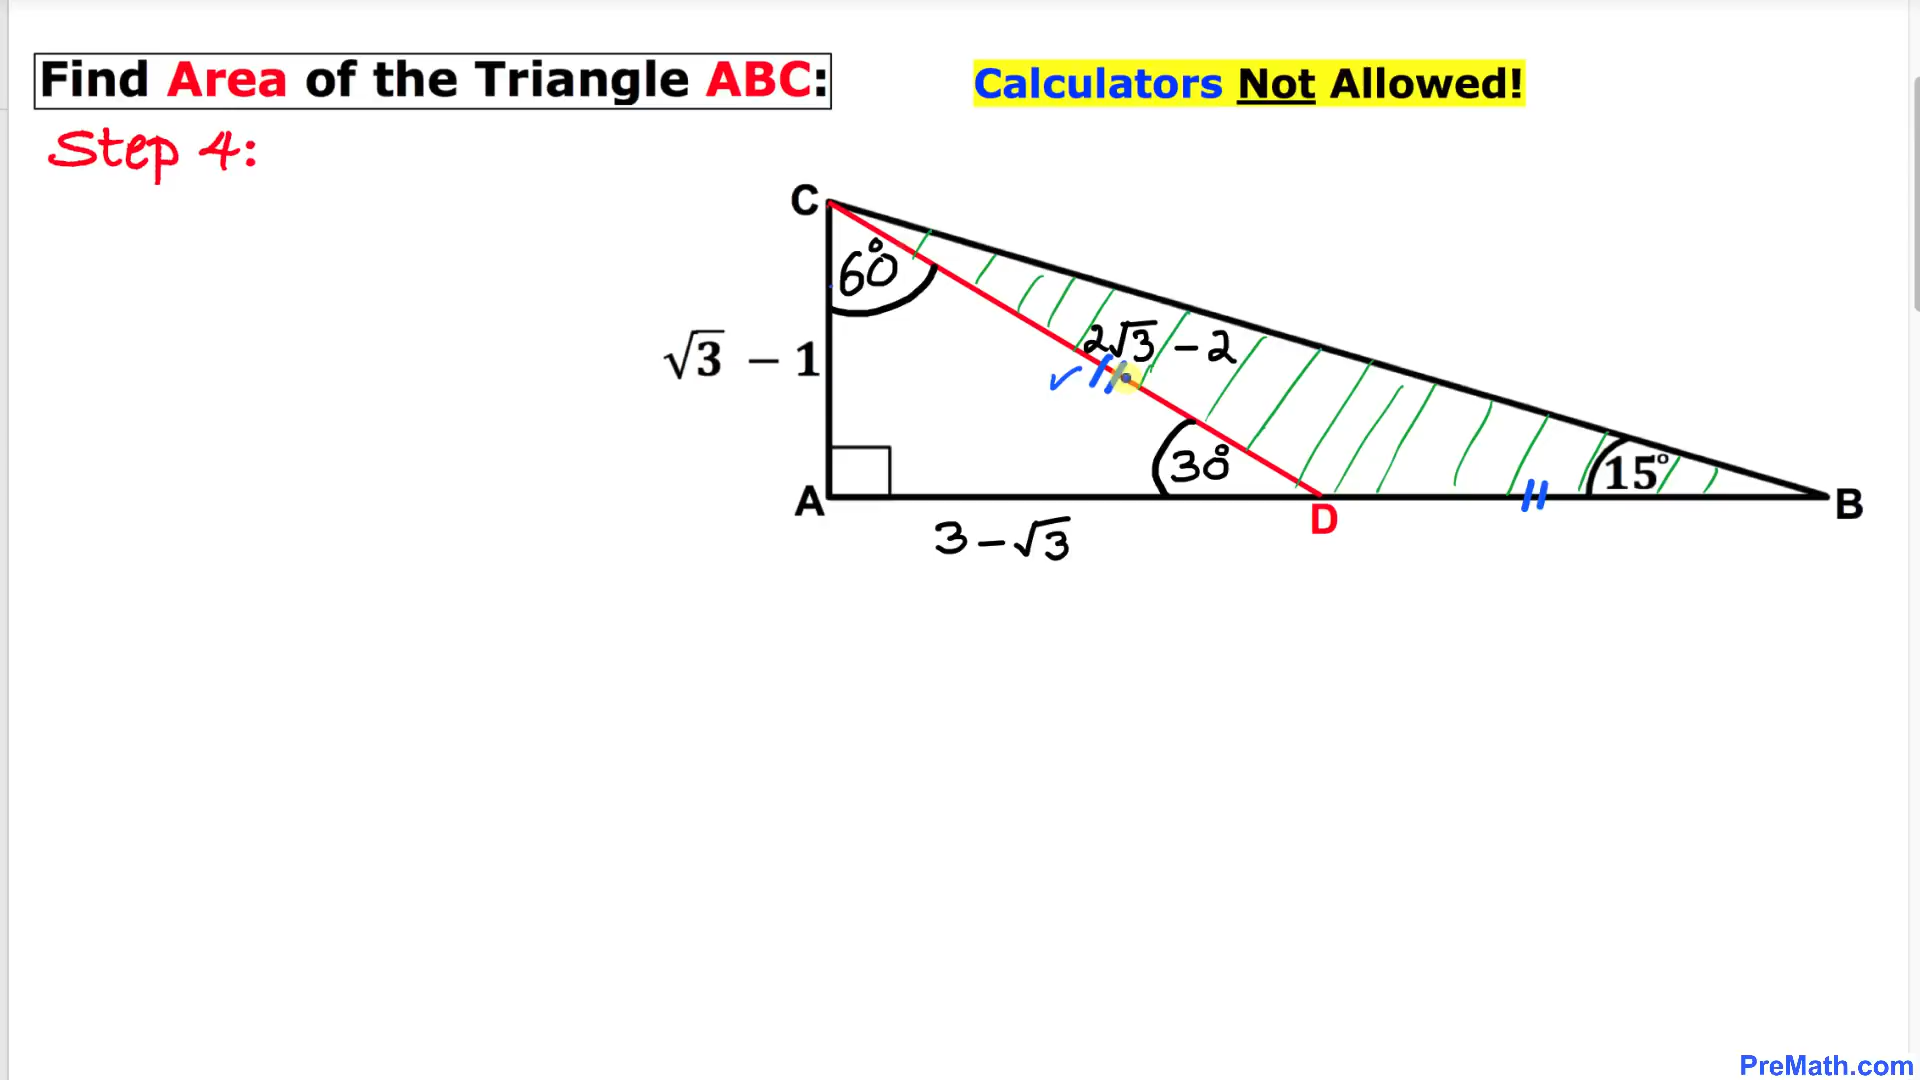 Find Area of the Triangle ABC:
Calculators Not Allowed!
Step 4:
C
60°
2√3 - 2
√3 - 1
30°
15°
A
D
B
3-√3
PreMath.com